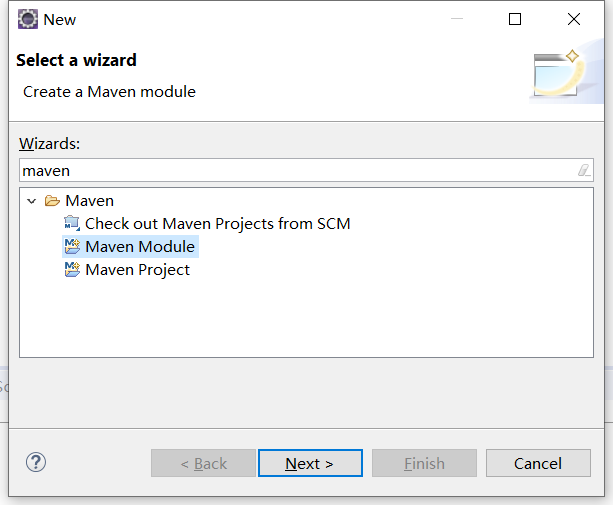 New
Select a wizard
Create a Maven module
Wizards:
maven
Maven
Check out Maven Projects from SCM
Maven Module
Maven Project
< Back
Next >
Finish
Cancel